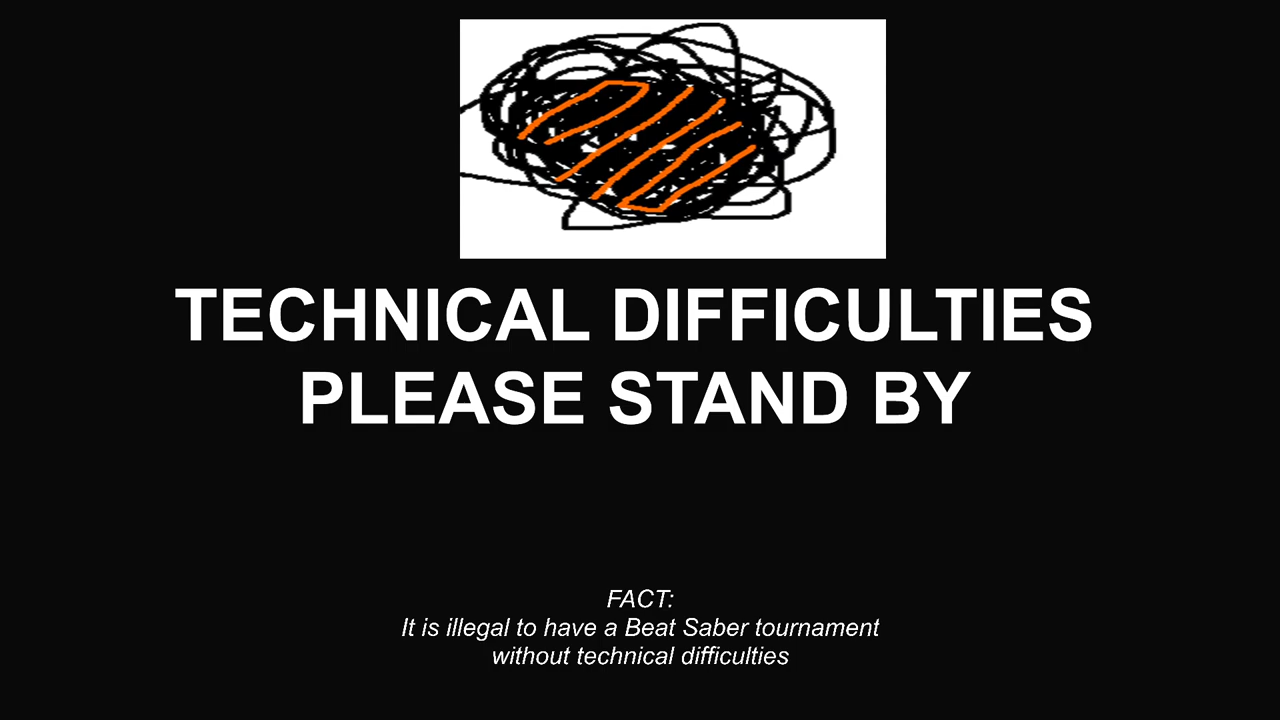 TECHNICAL DIFFICULTIES
PLEASE STAND BY
FACT:
It is illegal to have a Beat Saber tournament
without technical difficulties